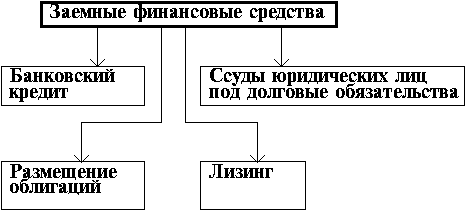 Заемные финансовые средства
Банковский
кредит
Ссуды юридических лиц
под долговые обязательства
Размещение
облигаций
Лизинг